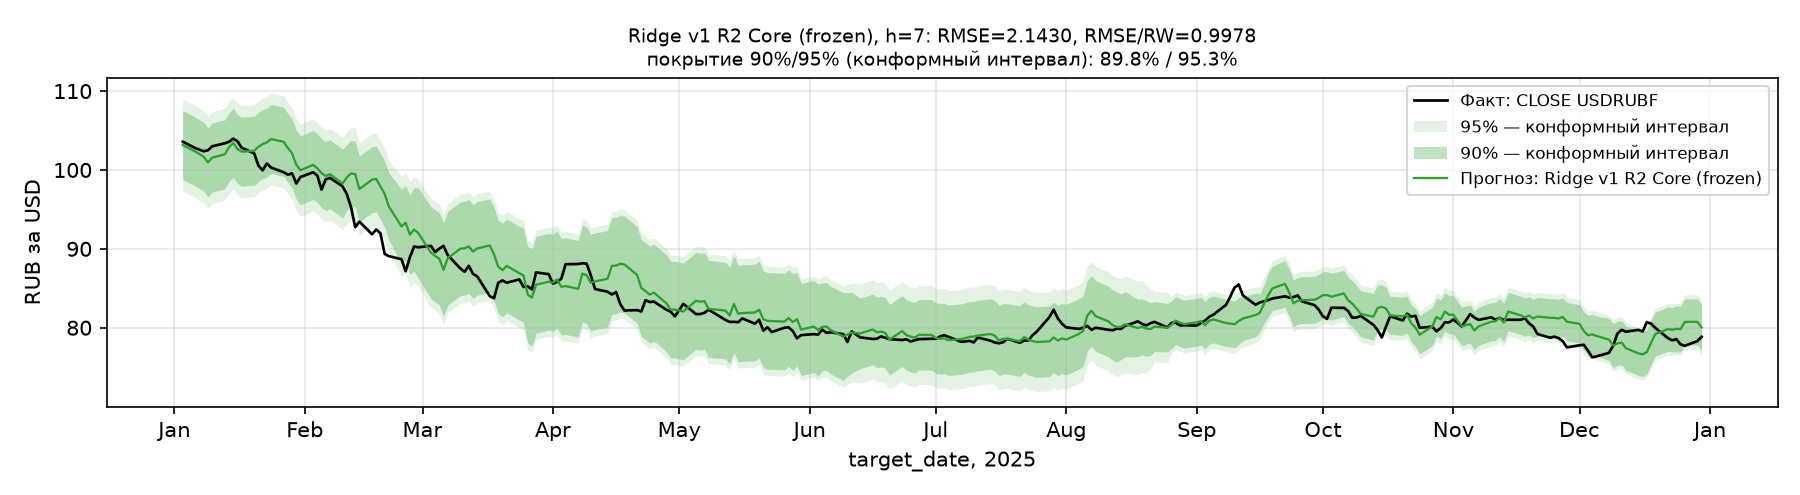 Ridge v1 R2 Core (frozen), h=7: RMSE=2.1430, RMSE/RW=0.9978
покрытие 90%/95% (конформный интервал): 89.8% / 95.3%
110
100
90
80
RUB за USD
Факт: CLOSE USDRUBF
95% — конформный интервал
90% — конформный интервал
Прогноз: Ridge v1 R2 Core (frozen)
Jan Feb Mar Apr May Jun Jul Aug Sep Oct Nov Dec Jan
target_date, 2025